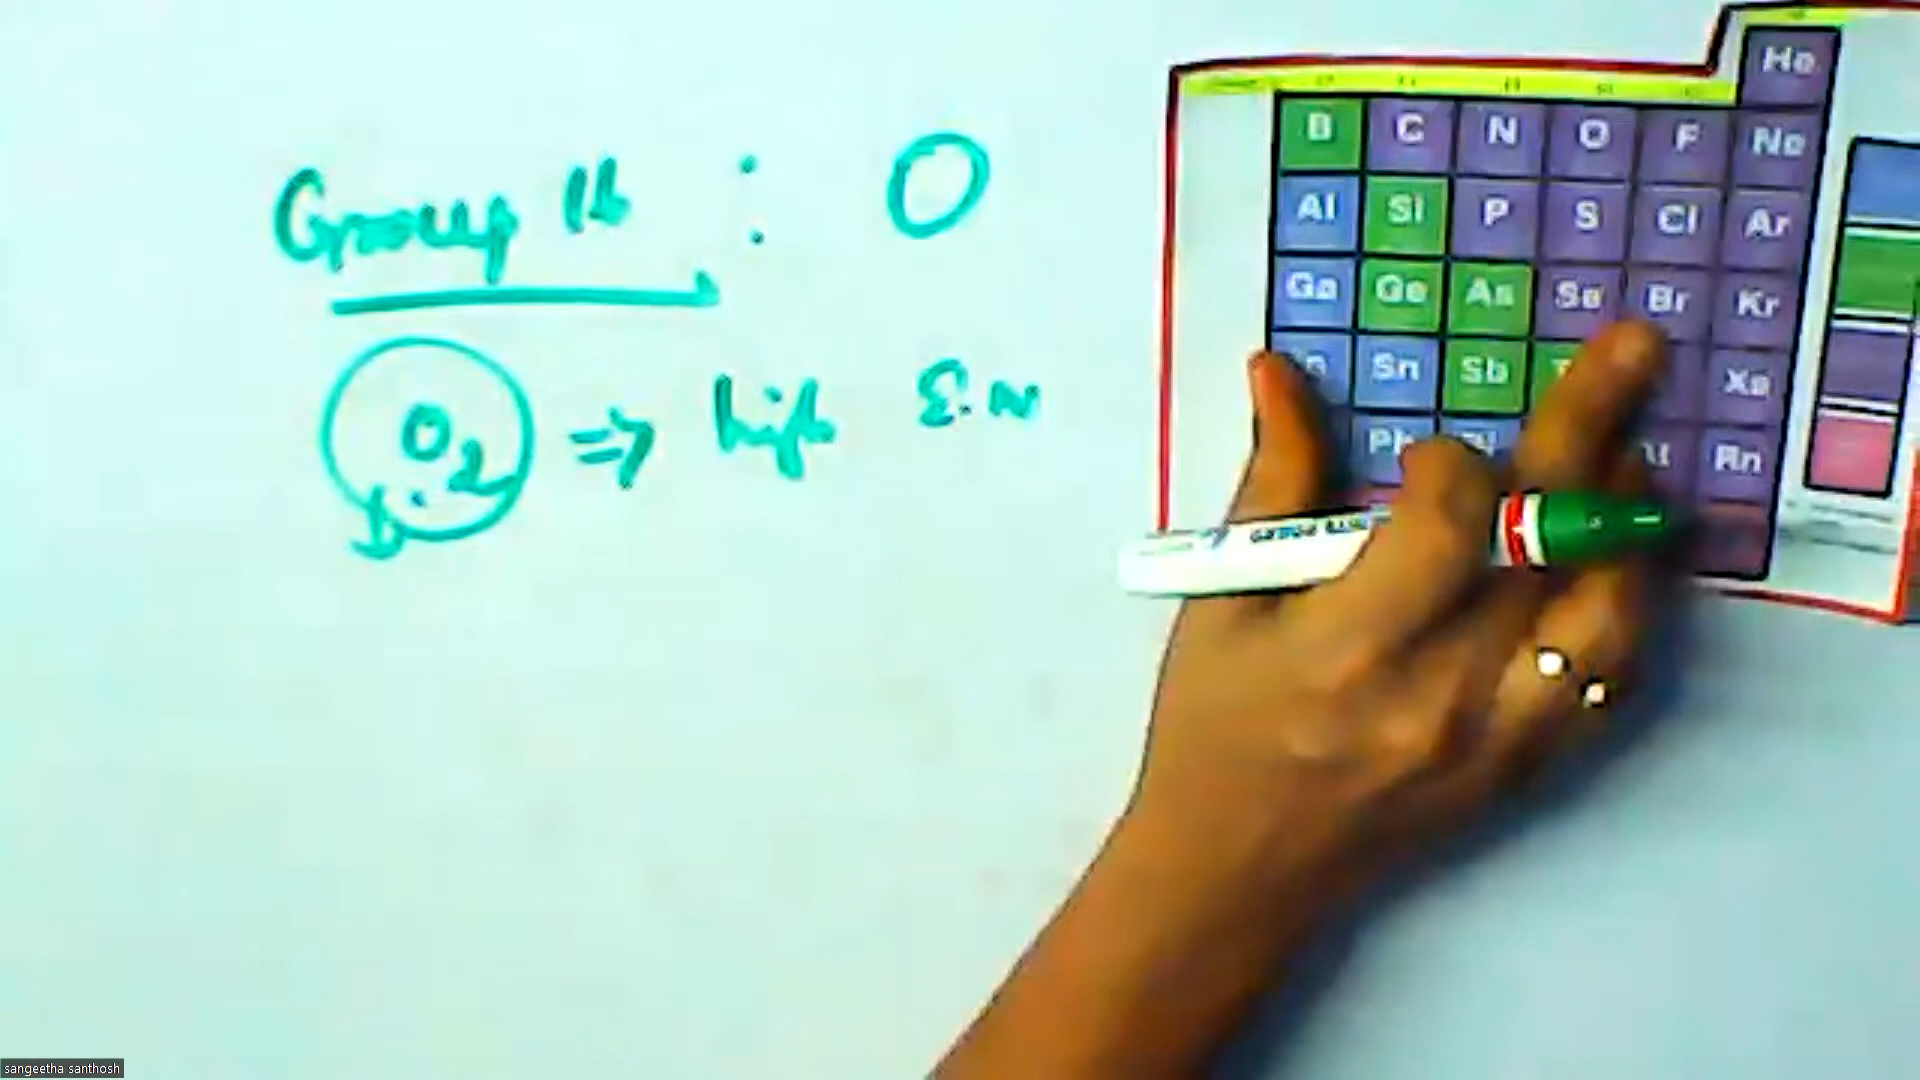 Group 16 : O
O₂ => high E.N
He
B C N O F Ne
Al Si P S Cl Ar
Ga Ge As Se Br Kr
Sn Sb Xe
Rn
sangeetha santhosh